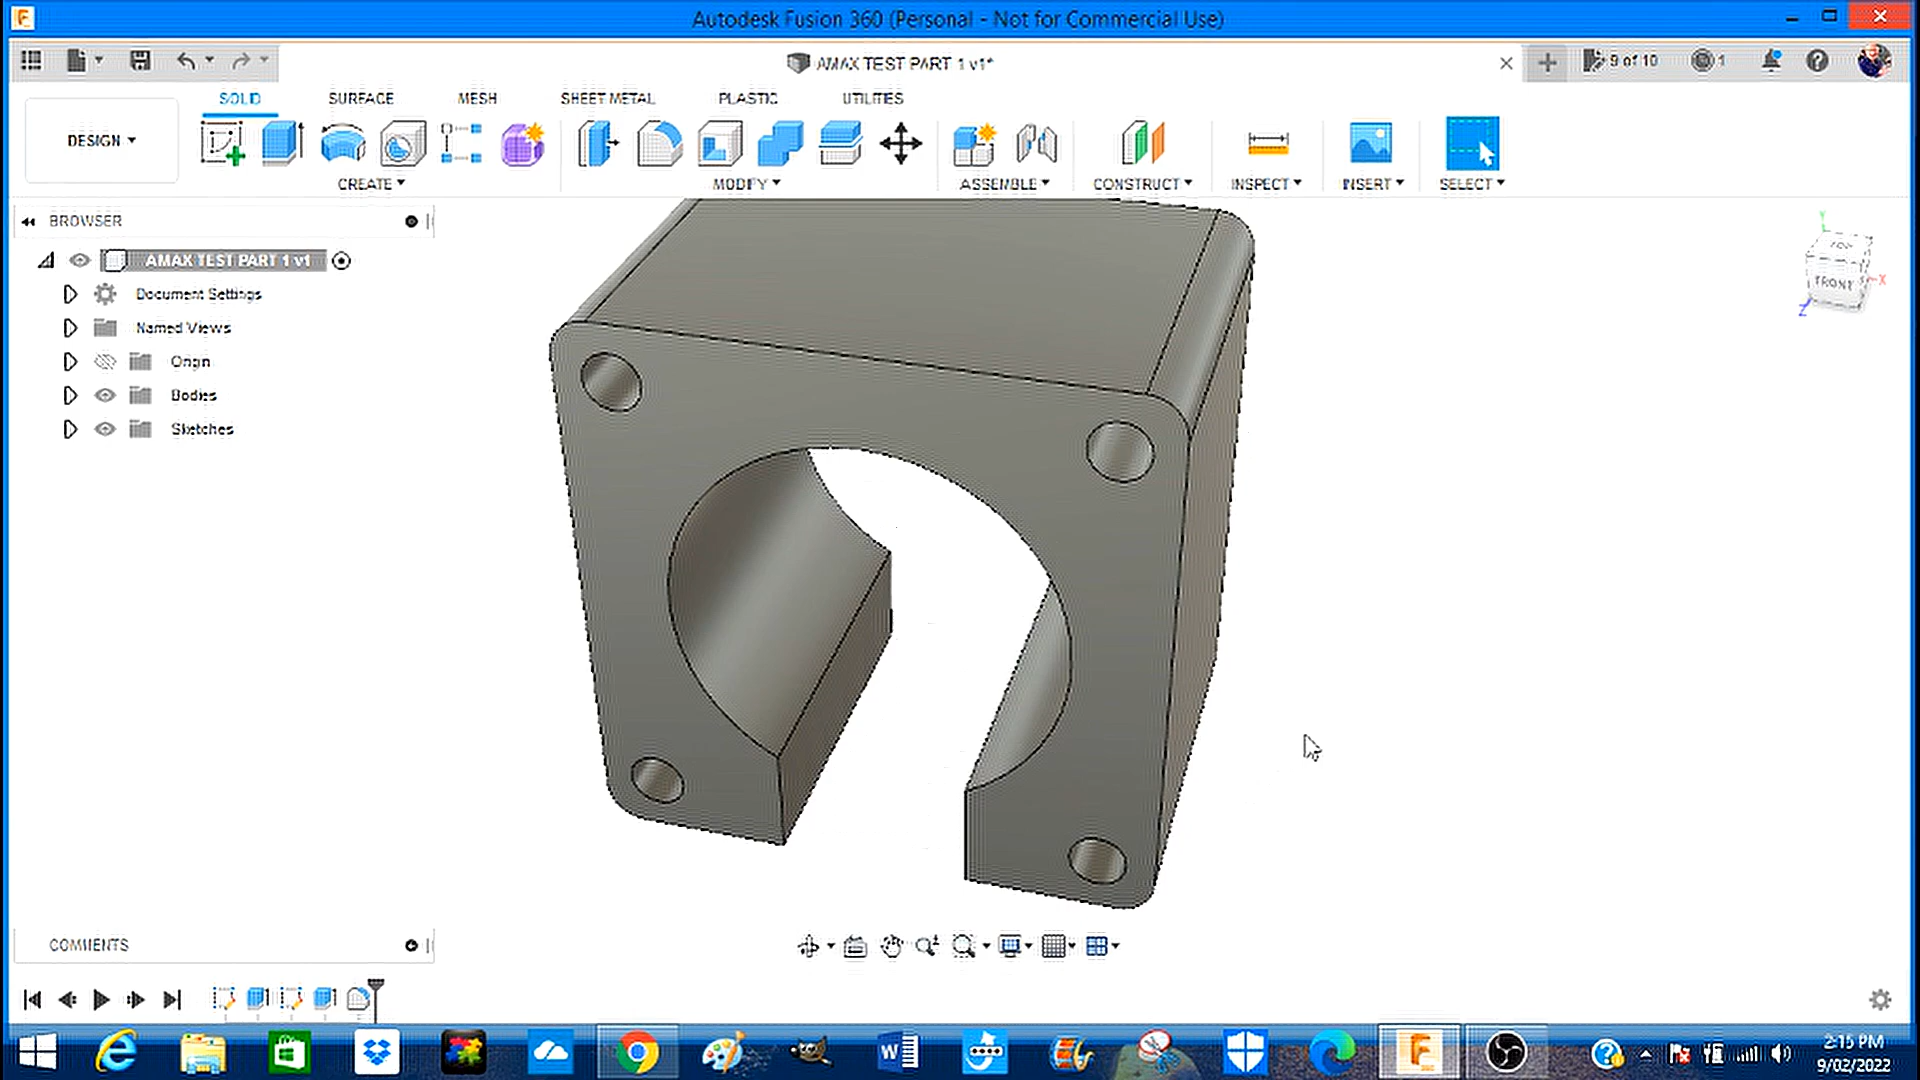 Autodesk Fusion 360 (Personal - Not for Commercial Use)
AMAX TEST PART 1 v1*
9 of 10
1
SOLID SURFACE MESH SHEET METAL PLASTIC UTILITIES
DESIGN
CREATE MODIFY ASSEMBLE CONSTRUCT INSPECT INSERT SELECT
BROWSER
AMAX TEST PART 1 v1
Document Settings
Named Views
Origin
Bodies
Sketches
TOP
FRONT
Y
X
Z
COMMENTS
2:15 PM
9/02/2022